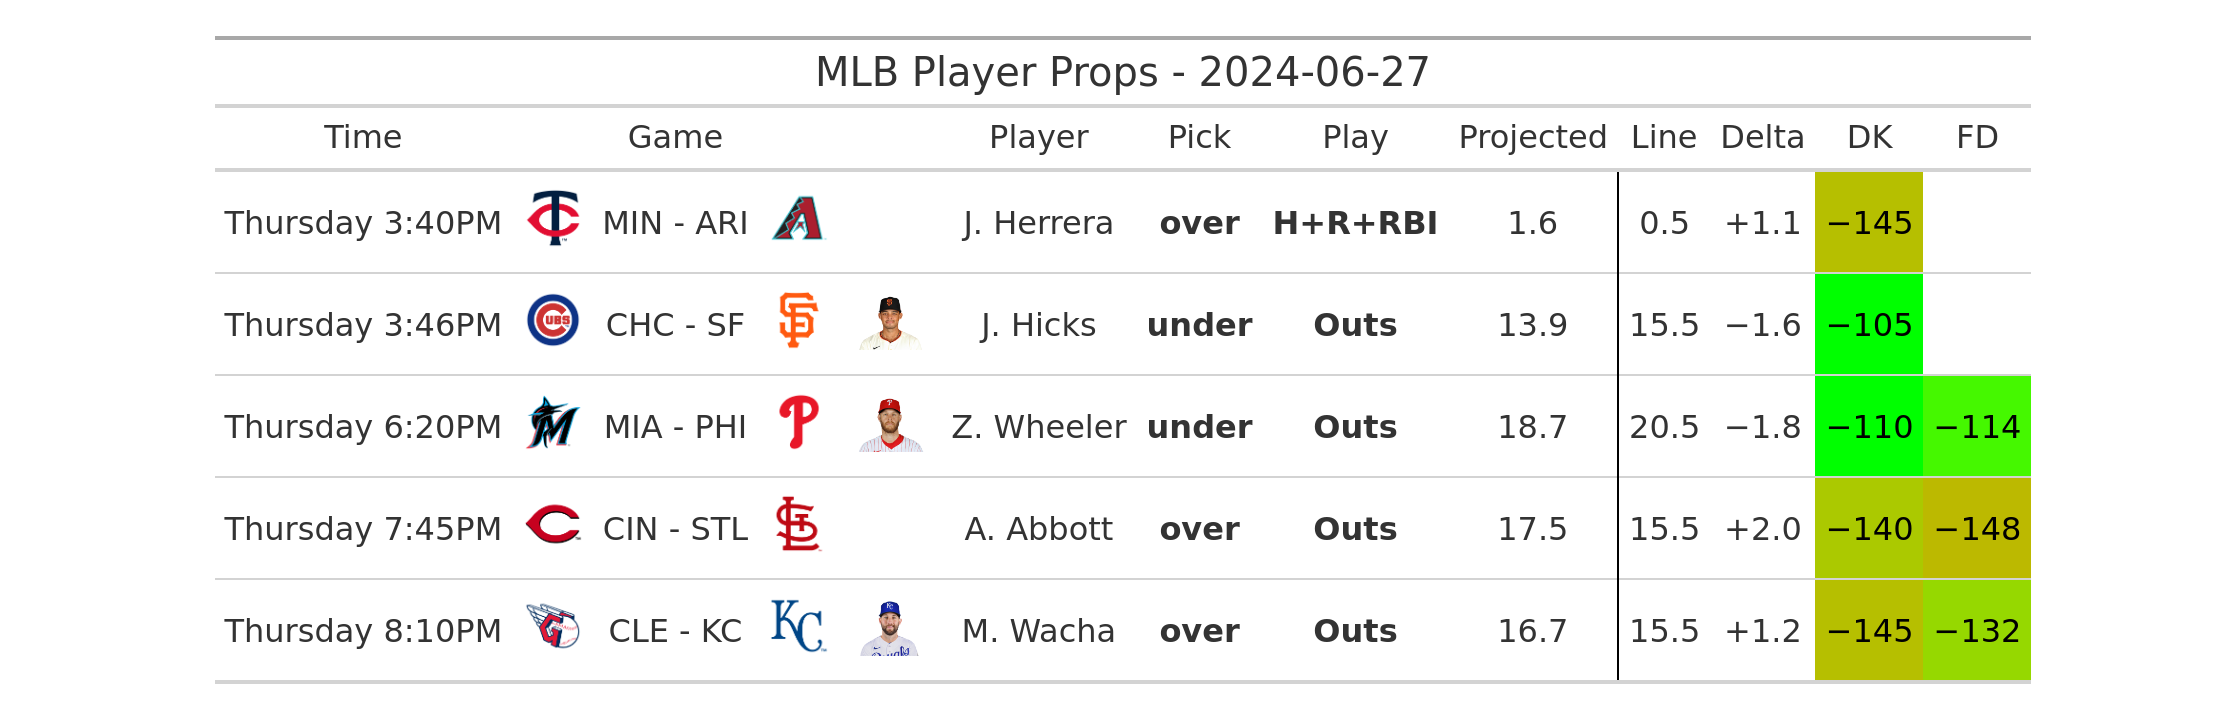 MLB Player Props - 2024-06-27
Time Game Player Pick Play Projected Line Delta DK FD
Thursday 3:40PM MIN - ARI J. Herrera over H+R+RBI 1.6 0.5 +1.1 −145
Thursday 3:46PM CHC - SF J. Hicks under Outs 13.9 15.5 −1.6 −105
Thursday 6:20PM MIA - PHI Z. Wheeler under Outs 18.7 20.5 −1.8 −110 −114
Thursday 7:45PM CIN - STL A. Abbott over Outs 17.5 15.5 +2.0 −140 −148
Thursday 8:10PM CLE - KC M. Wacha over Outs 16.7 15.5 +1.2 −145 −132